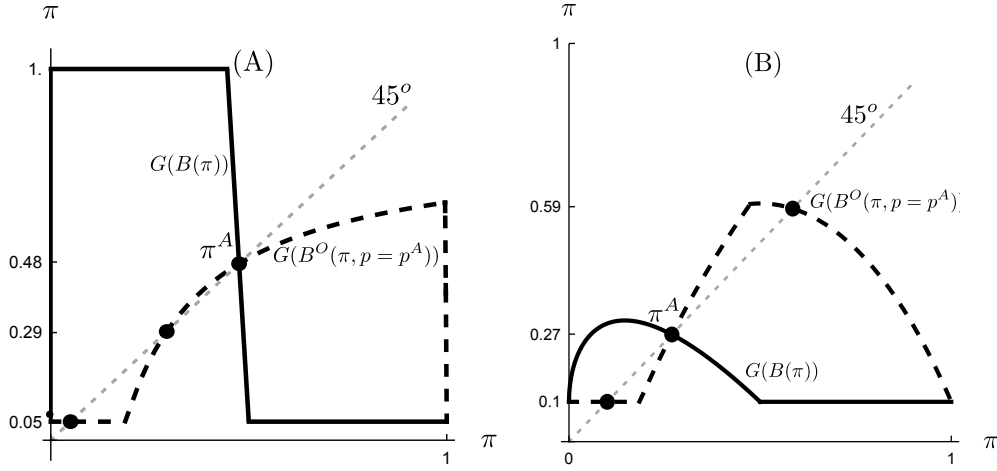 π
(A)
1.
45°
G(B(π))
π^A
G(B^O(π, p = p^A))
0.48
0.29
0.05
π
1
π
(B)
1
45°
0.59
G(B^O(π, p = p^A)
π^A
0.27
G(B(π))
0.1
π
0
1